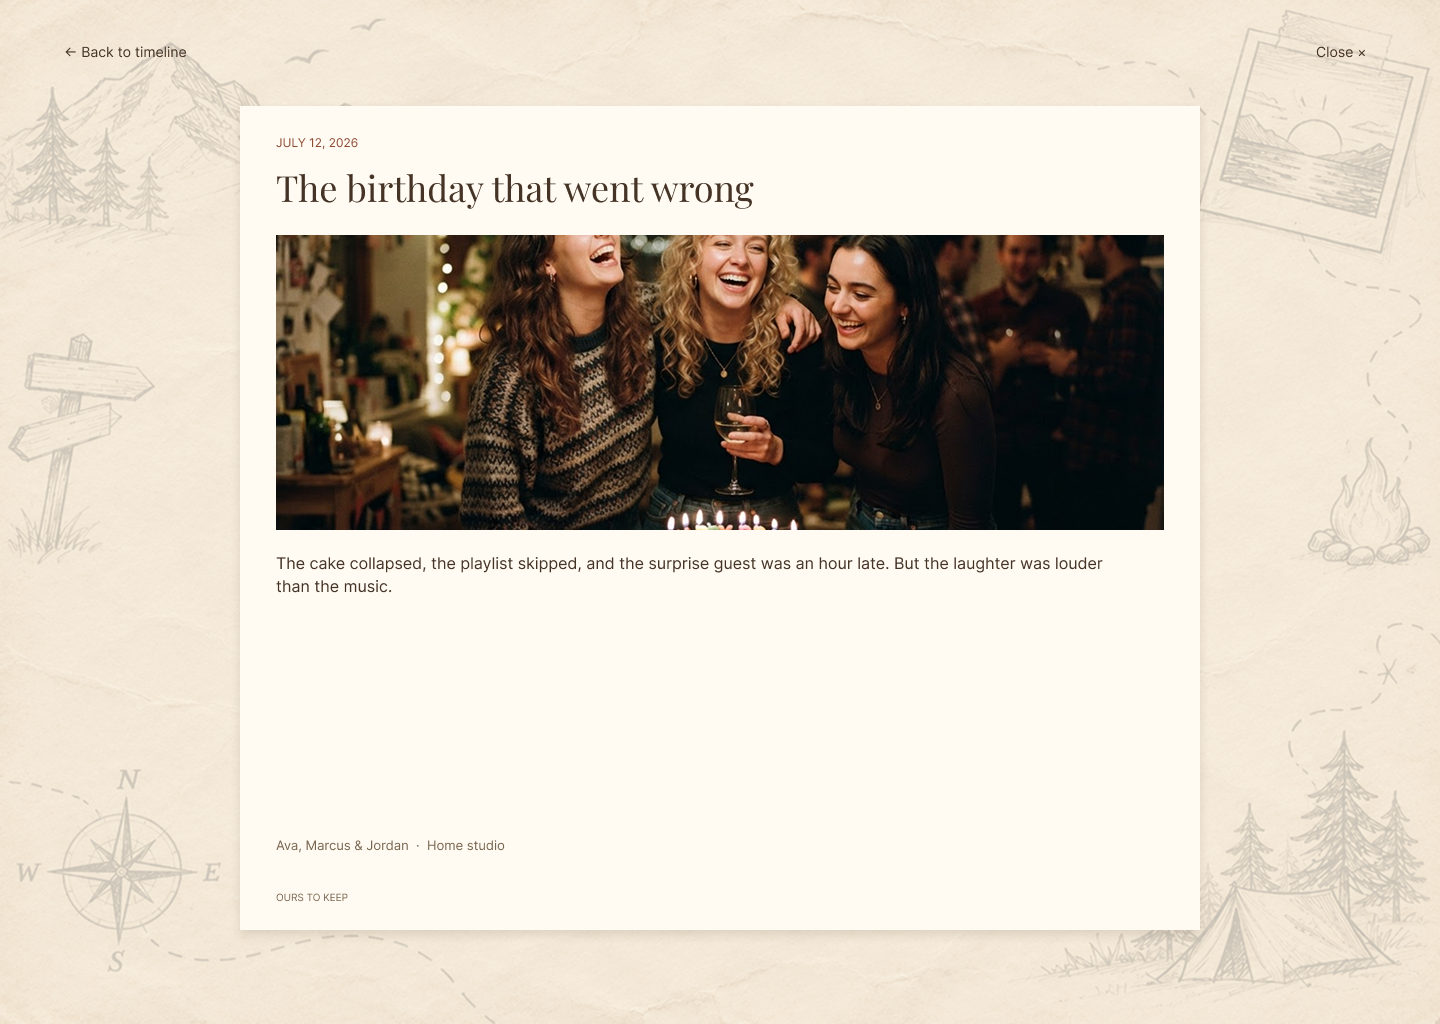 ← Back to timeline
Close ×
JULY 12, 2026
The birthday that went wrong
The cake collapsed, the playlist skipped, and the surprise guest was an hour late. But the laughter was louder
than the music.
N
W
E
S
Ava, Marcus & Jordan · Home studio
OURS TO KEEP